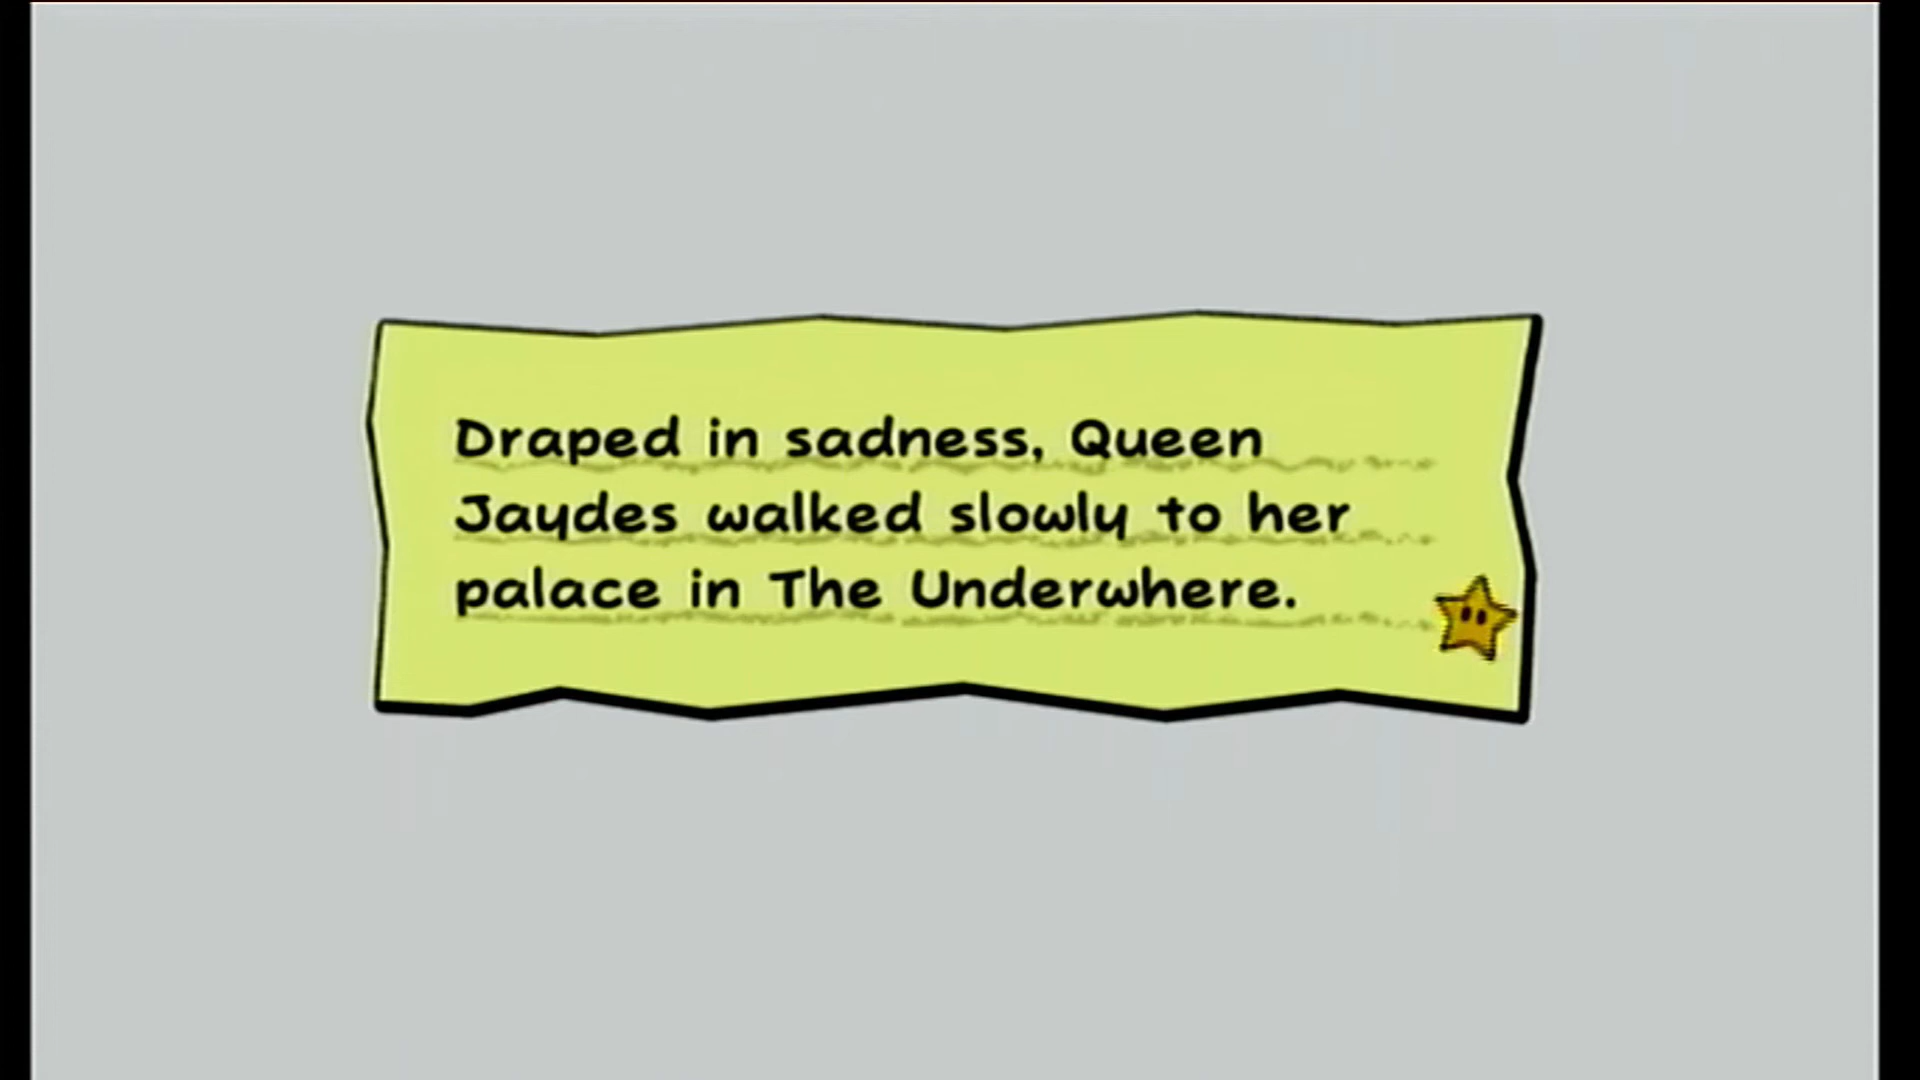 Draped in sadness, Queen
Jaydes walked slowly to her
palace in The Underwhere.